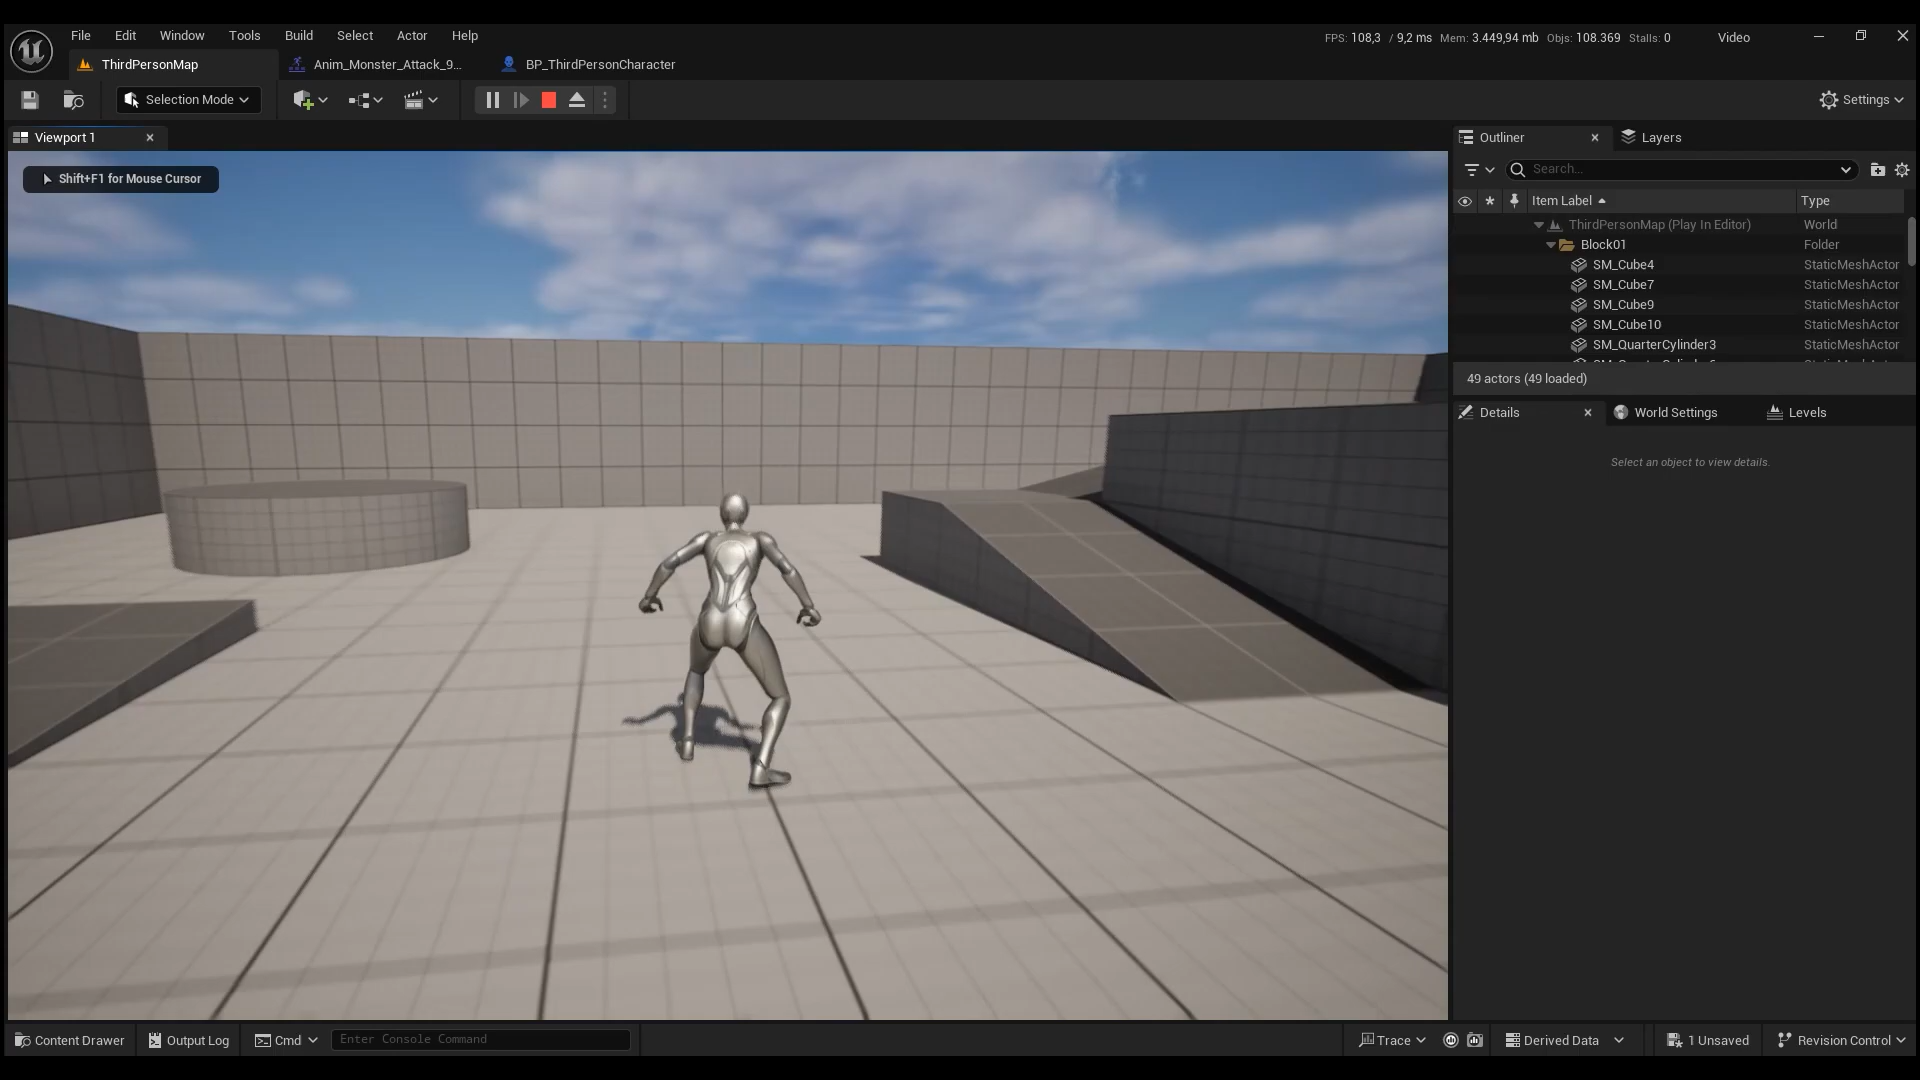 File Edit Window Tools Build Select Actor Help
FPS: 108,3 / 9,2 ms Mem: 3.449,94 mb Objs: 108.369 Stalls: 0 Video
ThirdPersonMap Anim_Monster_Attack_9... BP_ThirdPersonCharacter
Selection Mode Settings
Viewport 1
Shift+F1 for Mouse Cursor
Outliner Layers
Search...
Item Label Type
ThirdPersonMap (Play In Editor) World
Block01 Folder
SM_Cube4 StaticMeshActor
SM_Cube7 StaticMeshActor
SM_Cube9 StaticMeshActor
SM_Cube10 StaticMeshActor
SM_QuarterCylinder3 StaticMeshActor
49 actors (49 loaded)
Details World Settings Levels
Select an object to view details.
Content Drawer Output Log Cmd Enter Console Command Trace Derived Data 1 Unsaved Revision Control